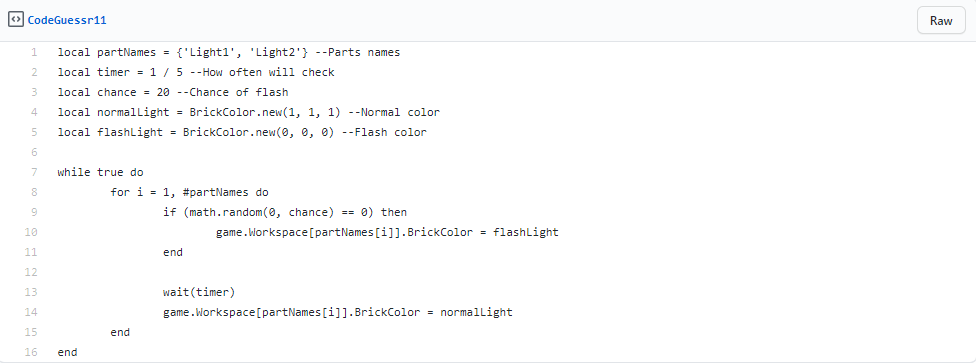 CodeGuessr11
Raw
1 local partNames = {'Light1', 'Light2'} --Parts names
2 local timer = 1 / 5 --How often will check
3 local chance = 20 --Chance of flash
4 local normalLight = BrickColor.new(1, 1, 1) --Normal color
5 local flashLight = BrickColor.new(0, 0, 0) --Flash color
6
7 while true do
8 for i = 1, #partNames do
9 if (math.random(0, chance) == 0) then
10 game.Workspace[partNames[i]].BrickColor = flashLight
11 end
12
13 wait(timer)
14 game.Workspace[partNames[i]].BrickColor = normalLight
15 end
16 end